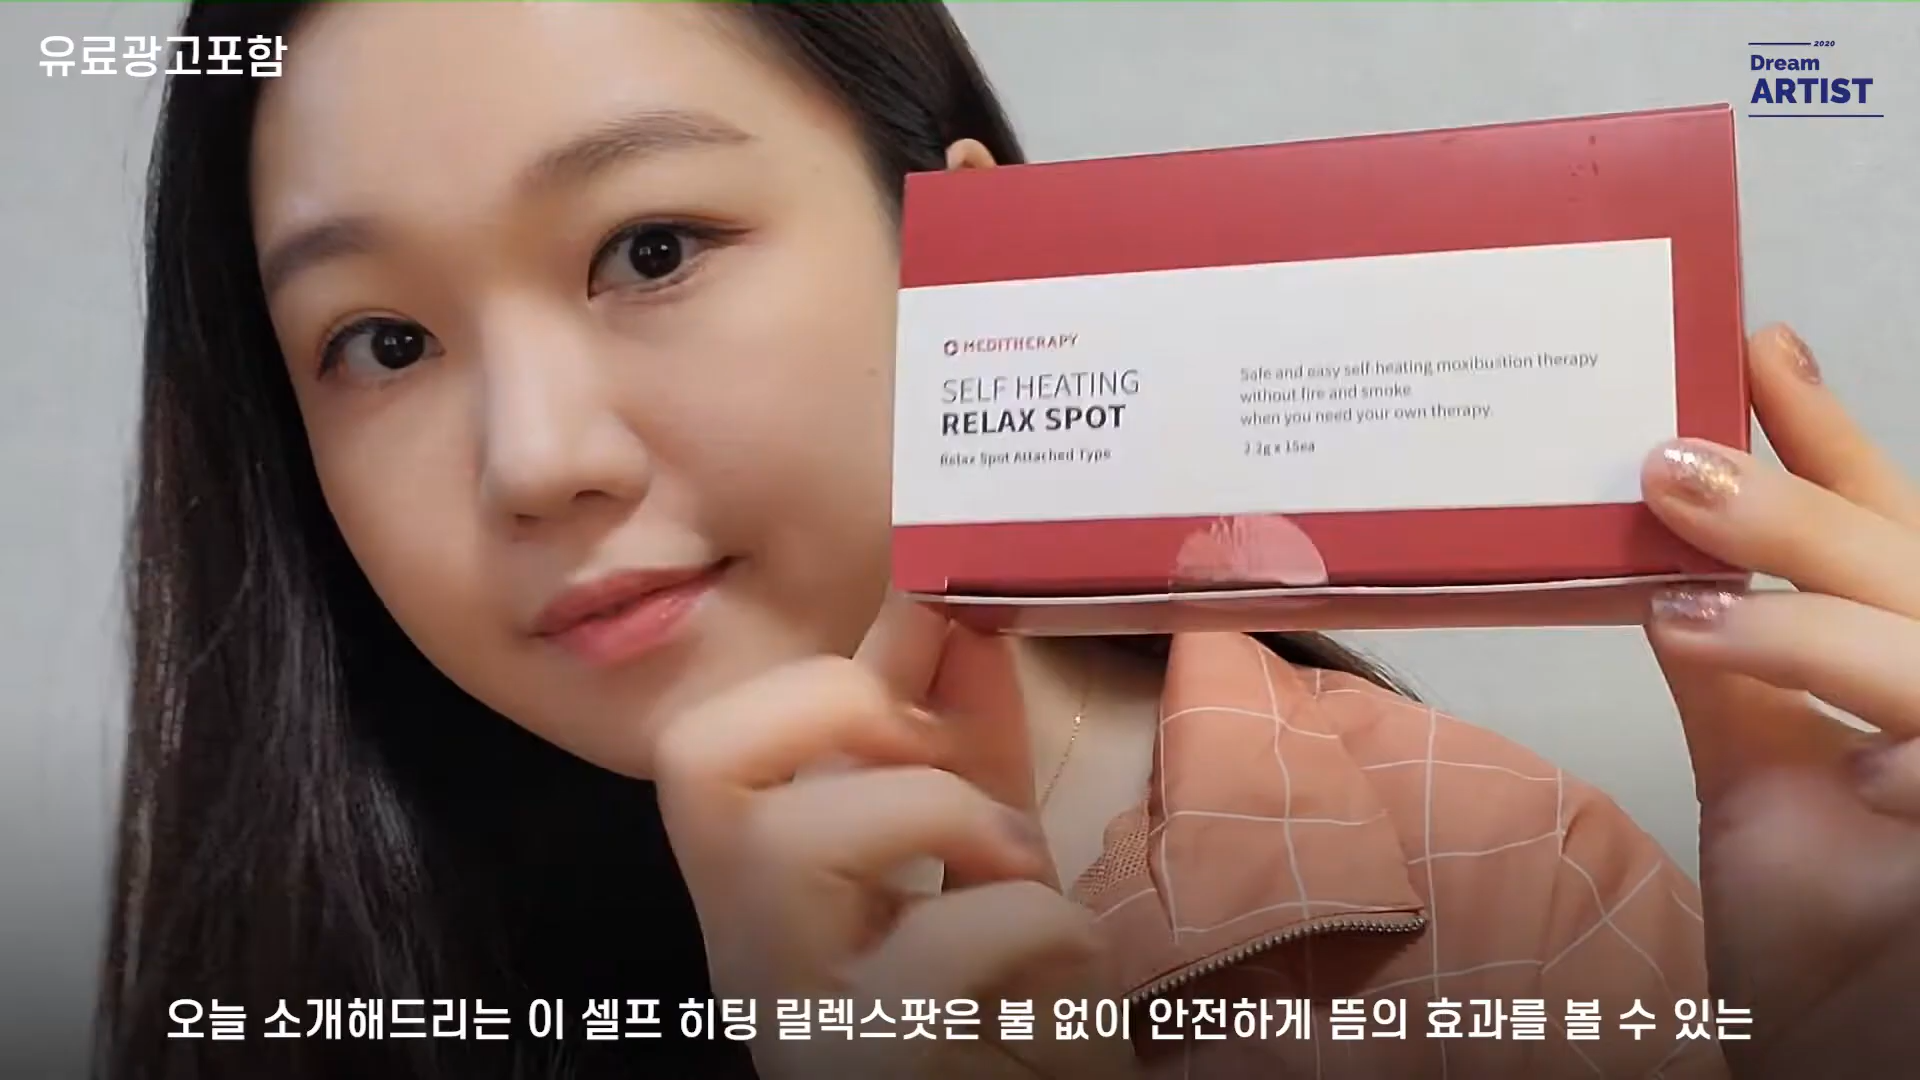 유료광고포함
2020
Dream
ARTIST
MEDITHERAPY
SELF HEATING
RELAX SPOT
Relax Spot Attached Type
Safe and easy self-heating moxibustion therapy
without fire and smoke
when you need your own therapy.
2.2g x 15ea
오늘 소개해드리는 이 셀프 히팅 릴렉스팟은 불 없이 안전하게 뜸의 효과를 볼 수 있는